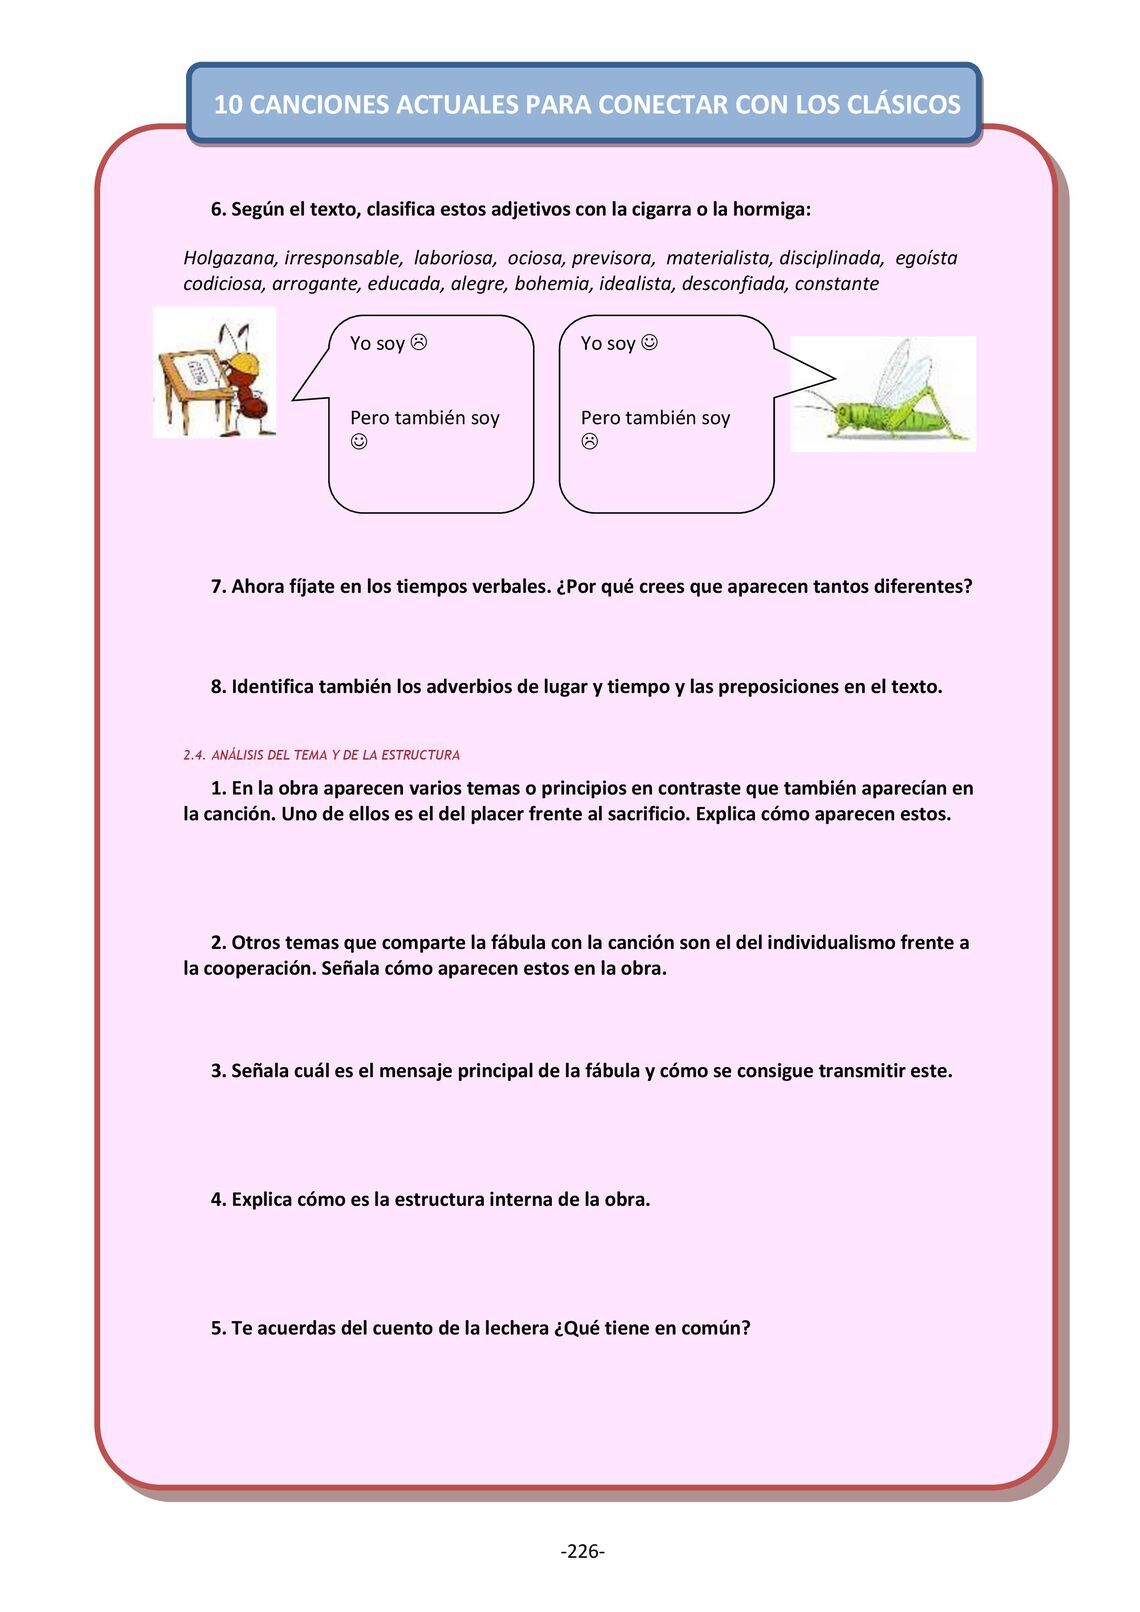 10 CANCIONES ACTUALES PARA CONECTAR CON LOS CLÁSICOS
6. Según el texto, clasifica estos adjetivos con la cigarra o la hormiga:
Holgazana, irresponsable, laboriosa, ociosa, previsora, materialista, disciplinada, egoísta
codiciosa, arrogante, educada, alegre, bohemia, idealista, desconfiada, constante
Yo soy ☹
Pero también soy
☺
Yo soy ☺
Pero también soy
☹
7. Ahora fíjate en los tiempos verbales. ¿Por qué crees que aparecen tantos diferentes?
8. Identifica también los adverbios de lugar y tiempo y las preposiciones en el texto.
2.4. ANÁLISIS DEL TEMA Y DE LA ESTRUCTURA
1. En la obra aparecen varios temas o principios en contraste que también aparecían en
la canción. Uno de ellos es el del placer frente al sacrificio. Explica cómo aparecen estos.
2. Otros temas que comparte la fábula con la canción son el del individualismo frente a
la cooperación. Señala cómo aparecen estos en la obra.
3. Señala cuál es el mensaje principal de la fábula y cómo se consigue transmitir este.
4. Explica cómo es la estructura interna de la obra.
5. Te acuerdas del cuento de la lechera ¿Qué tiene en común?
-226-